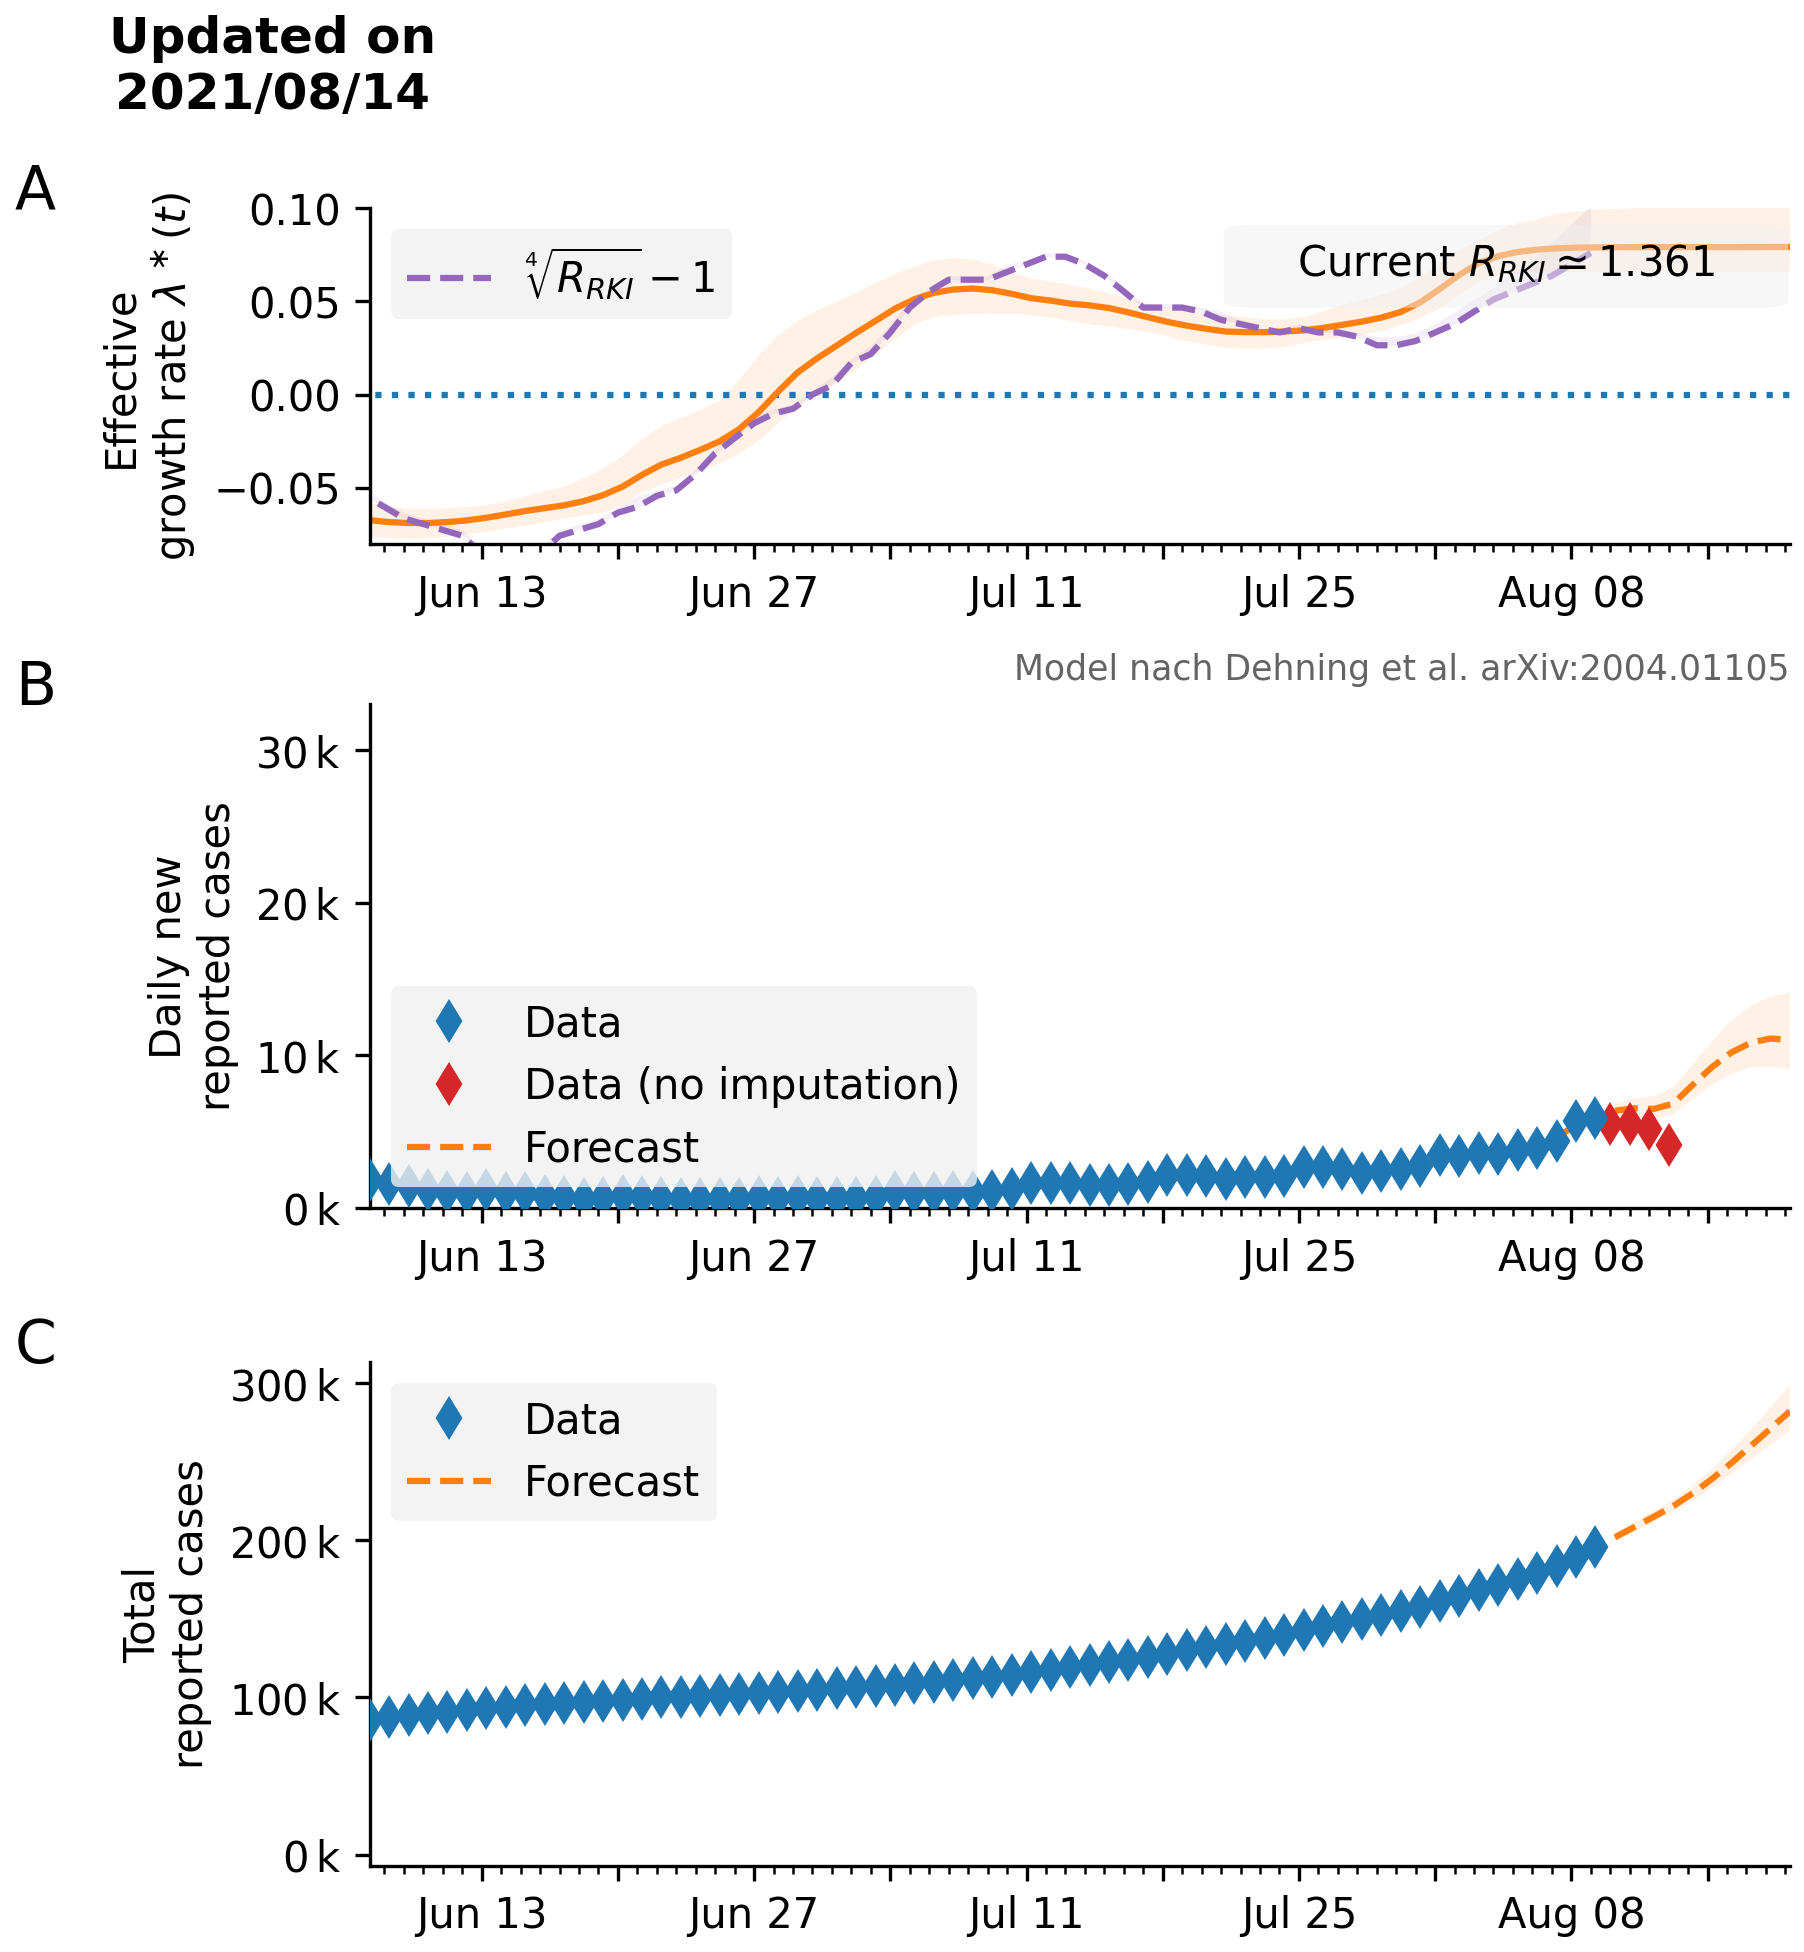 Updated on
2021/08/14
A
Effective
growth rate λ * (t)
0.10
0.05
0.00
−0.05
∜R_RKI − 1
Current R_RKI ≃ 1.361
Jun 13
Jun 27
Jul 11
Jul 25
Aug 08
Model nach Dehning et al. arXiv:2004.01105
B
Daily new
reported cases
30 k
20 k
10 k
0 k
Data
Data (no imputation)
Forecast
Jun 13
Jun 27
Jul 11
Jul 25
Aug 08
C
Total
reported cases
300 k
200 k
100 k
0 k
Data
Forecast
Jun 13
Jun 27
Jul 11
Jul 25
Aug 08